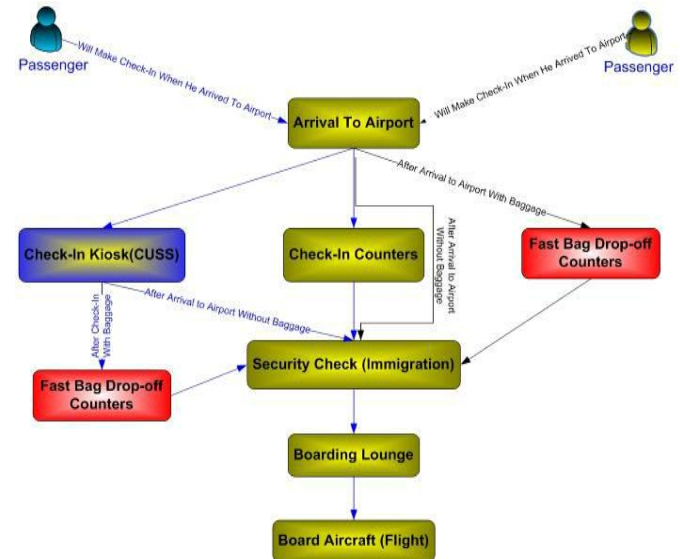 Passenger
Passenger
Will Make Check-In When He Arrived To Airport
Will Make Check-In When He Arrived To Airport
Arrival To Airport
After Arrival to Airport With Baggage
After Arrival to Airport
Without Baggage
Check-In Kiosk(CUSS)
Check-In Counters
Fast Bag Drop-off
Counters
After Check-In
With Baggage
After Arrival to Airport Without Baggage
Security Check (Immigration)
Fast Bag Drop-off
Counters
Boarding Lounge
Board Aircraft (Flight)